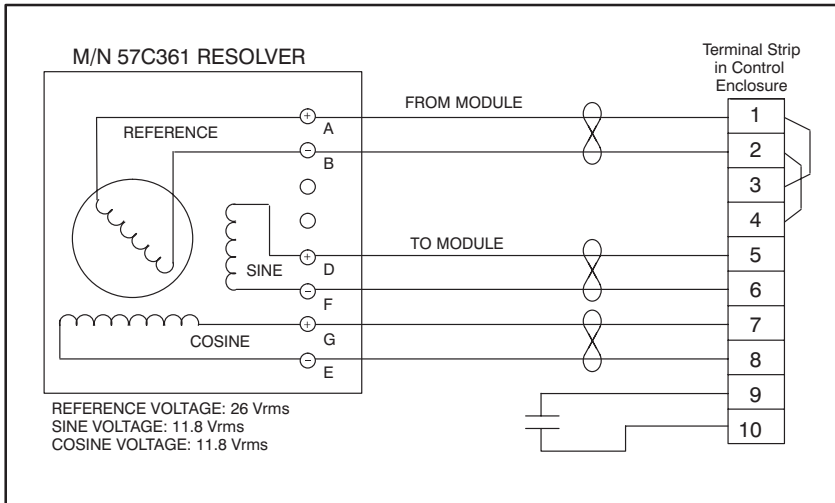 M/N 57C361 RESOLVER
Terminal Strip
in Control
Enclosure
FROM MODULE
REFERENCE
+ A
− B
TO MODULE
SINE
+ D
− F
COSINE
+ G
− E
1
2
3
4
5
6
7
8
9
10
REFERENCE VOLTAGE: 26 Vrms
SINE VOLTAGE: 11.8 Vrms
COSINE VOLTAGE: 11.8 Vrms